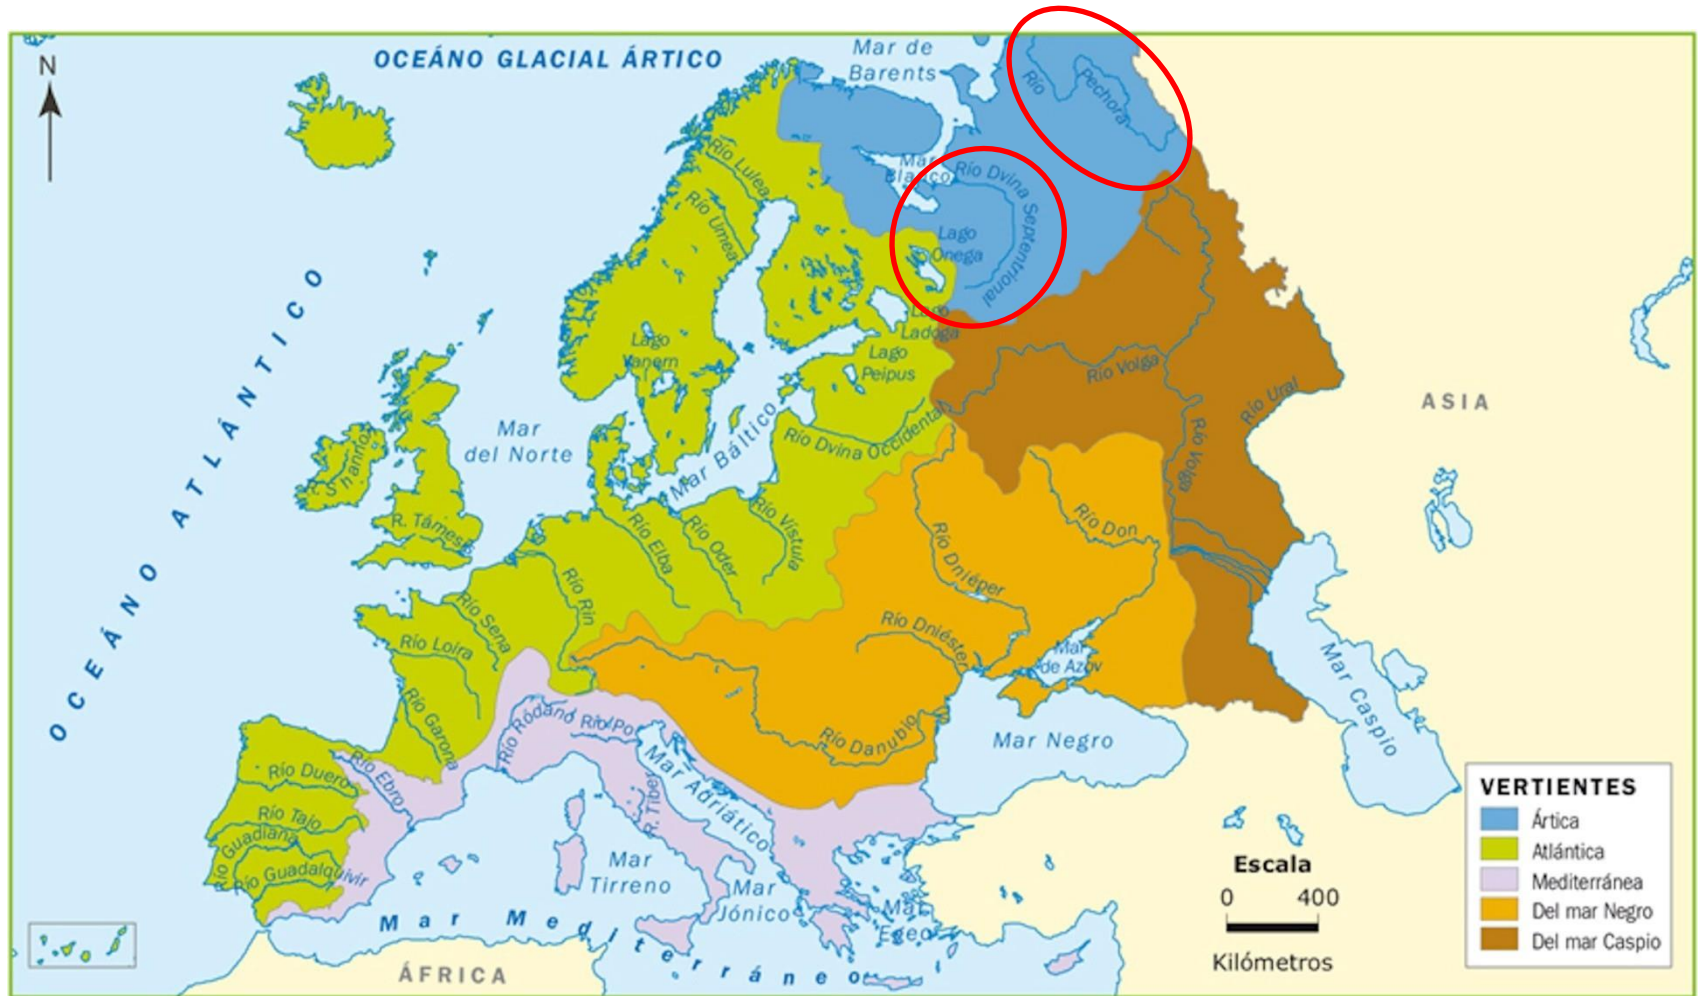 OCEÁNO GLACIAL ÁRTICO
Mar de
Barents
N
Río
Pechora
Mar
Blanco
Río Dvina Septentrional
Río Lulea
Río Umea
Lago
Onega
Lago
Ladoga
Lago
Vanern
Lago
Peipus
Río Volga
Río Ural
ASIA
OCEÁNO ATLÁNTICO
Mar
del Norte
Mar Báltico
Río Dvina Occidental
Río Volga
R. Shannon
R. Támesis
Río Elba
Río Oder
Río Vístula
Río Don
Río Dniéper
Río Rin
Río Sena
Río Loira
Río Dniéster
Mar
de Azov
Río Garona
Río Ródano
Río Po
Río Danubio
Mar Negro
Mar Caspio
Río Duero
Río Ebro
Río Tajo
Río Guadiana
Río Guadalquivir
R. Tiber
Mar Adriático
Mar
Tirreno
Mar
Jónico
Mar
Egeo
Mar Mediterráneo
ÁFRICA
Escala
0 400
Kilómetros
VERTIENTES
Ártica
Atlántica
Mediterránea
Del mar Negro
Del mar Caspio